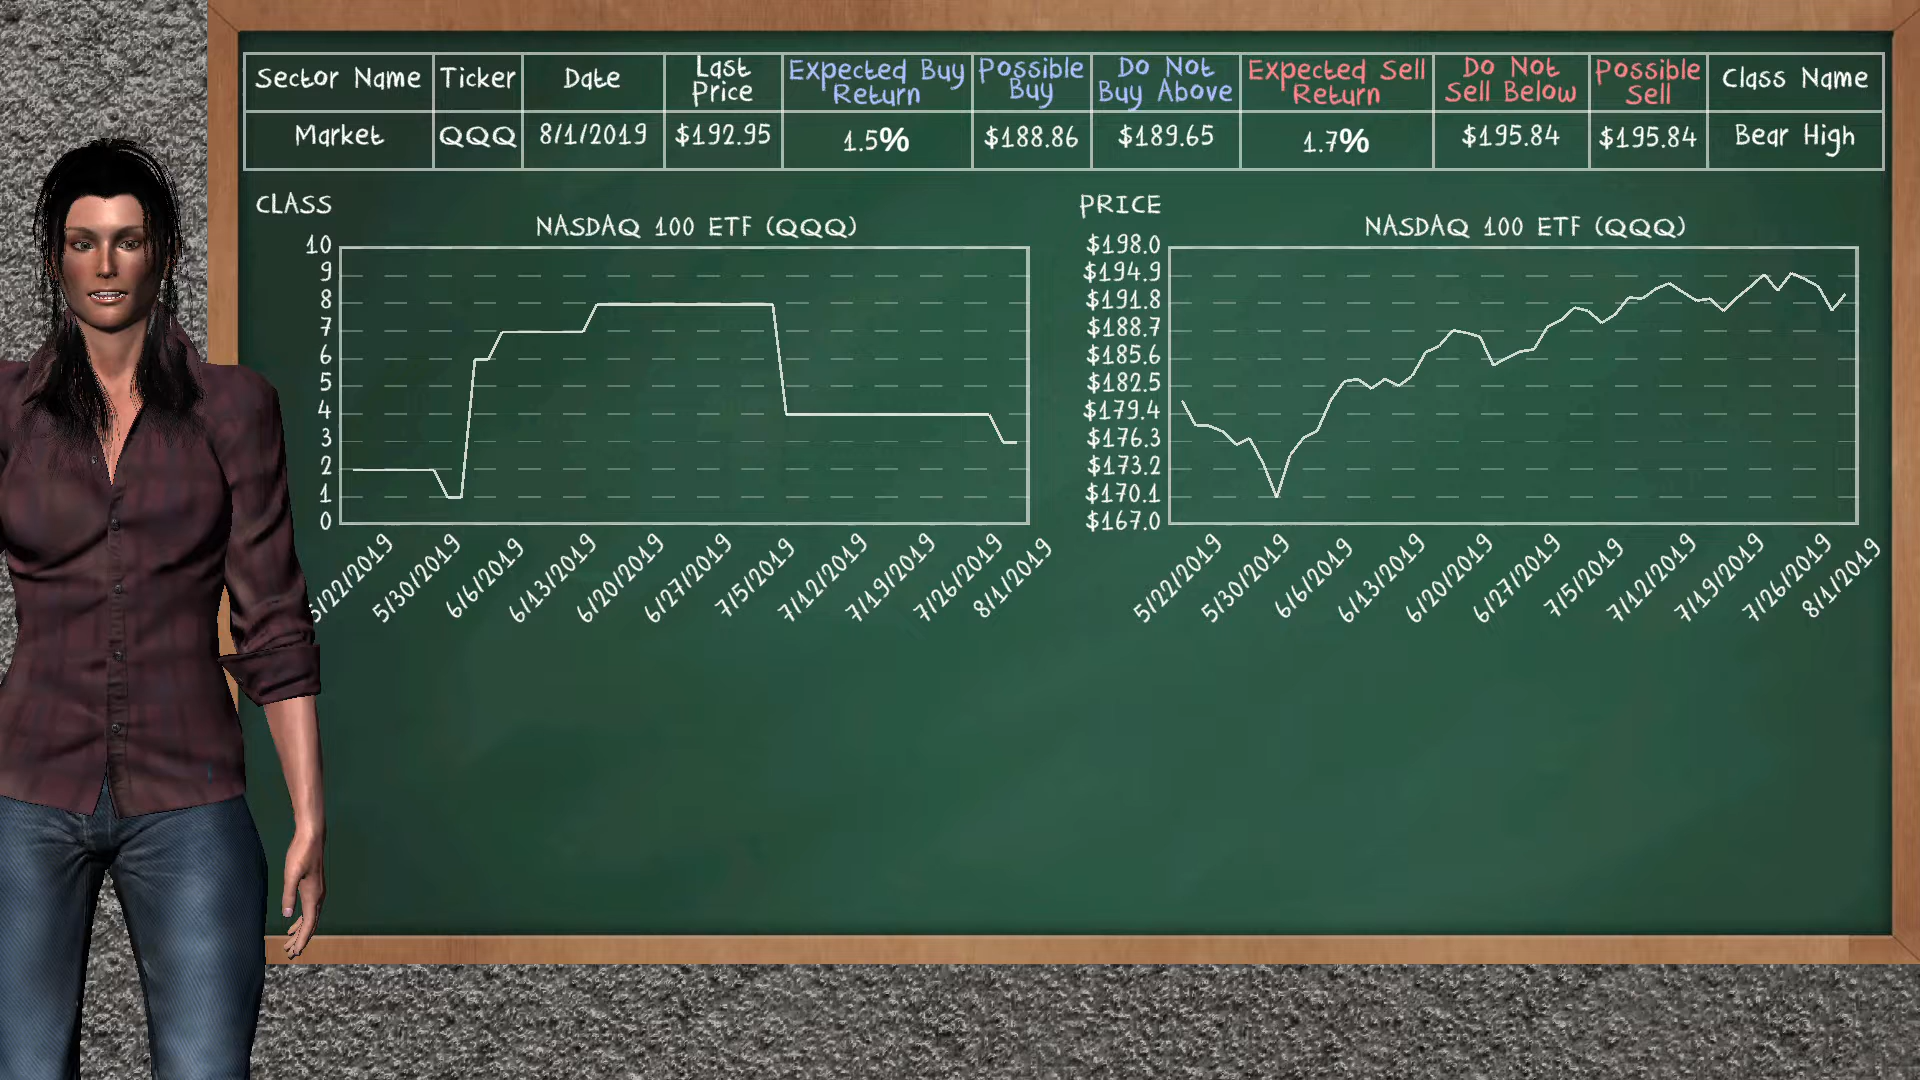 Sector Name Ticker Date Last Price Expected Buy Return Possible Buy Do Not Buy Above Expected Sell Return Do Not Sell Below Possible Sell Class Name
Market QQQ 8/1/2019 $192.95 1.5% $188.86 $189.65 1.7% $195.84 $195.84 Bear High
CLASS
NASDAQ 100 ETF (QQQ)
10
9
8
7
6
5
4
3
2
1
0
5/22/2019 5/30/2019 6/6/2019 6/13/2019 6/20/2019 6/27/2019 7/5/2019 7/12/2019 7/19/2019 7/26/2019 8/1/2019
PRICE
NASDAQ 100 ETF (QQQ)
$198.0
$194.9
$191.8
$188.7
$185.6
$182.5
$179.4
$176.3
$173.2
$170.1
$167.0
5/22/2019 5/30/2019 6/6/2019 6/13/2019 6/20/2019 6/27/2019 7/5/2019 7/12/2019 7/19/2019 7/26/2019 8/1/2019